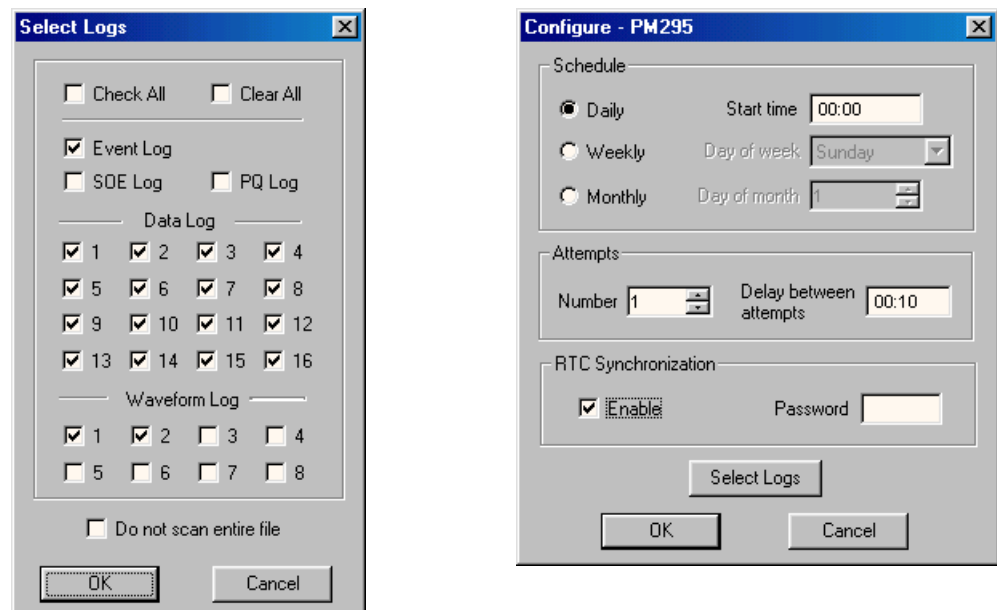 Select Logs
Check All Clear All
Event Log
SOE Log PQ Log
Data Log
1 2 3 4
5 6 7 8
9 10 11 12
13 14 15 16
Waveform Log
1 2 3 4
5 6 7 8
Do not scan entire file
OK Cancel
Configure - PM295
Schedule
Daily Start time 00:00
Weekly Day of week Sunday
Monthly Day of month 1
Attempts
Number 1 Delay between attempts 00:10
RTC Synchronization
Enable Password
Select Logs
OK Cancel